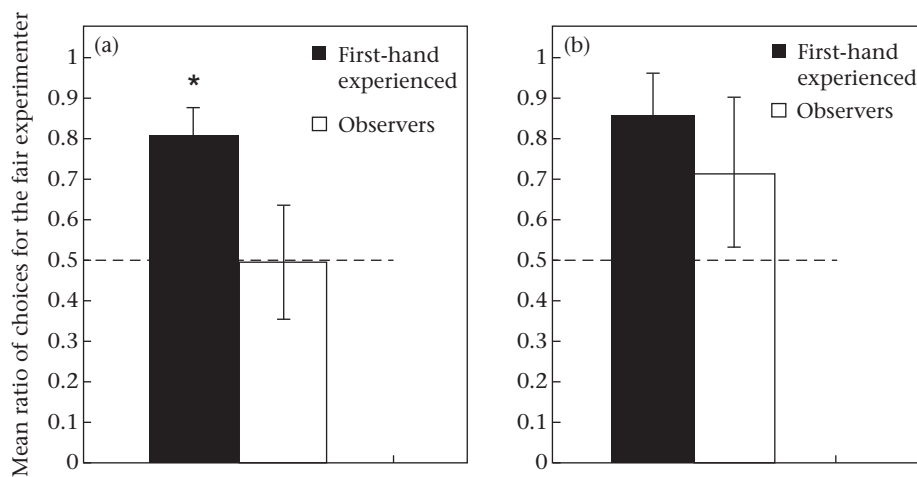 Mean ratio of choices for the fair experimenter
(a)
1
0.9
0.8
0.7
0.6
0.5
0.4
0.3
0.2
0.1
0
*
First-hand
experienced
Observers
(b)
1
0.9
0.8
0.7
0.6
0.5
0.4
0.3
0.2
0.1
0
First-hand
experienced
Observers